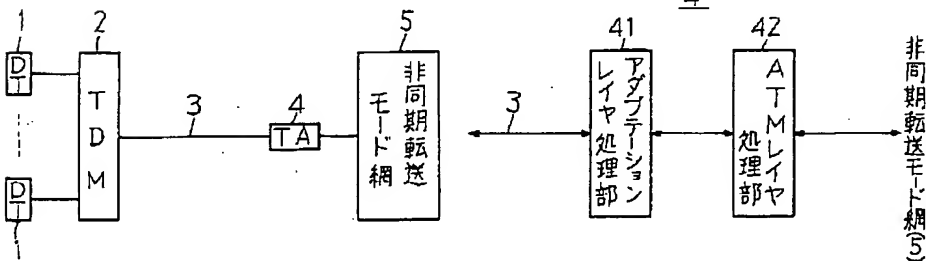 4
1
2
5
41
42
DT
TDM
3
4
TA
非同期転送
モード網
3
アダプテーション
レイヤ処理部
ATMレイヤ
処理部
非同期転送モード網(5)
DT
1